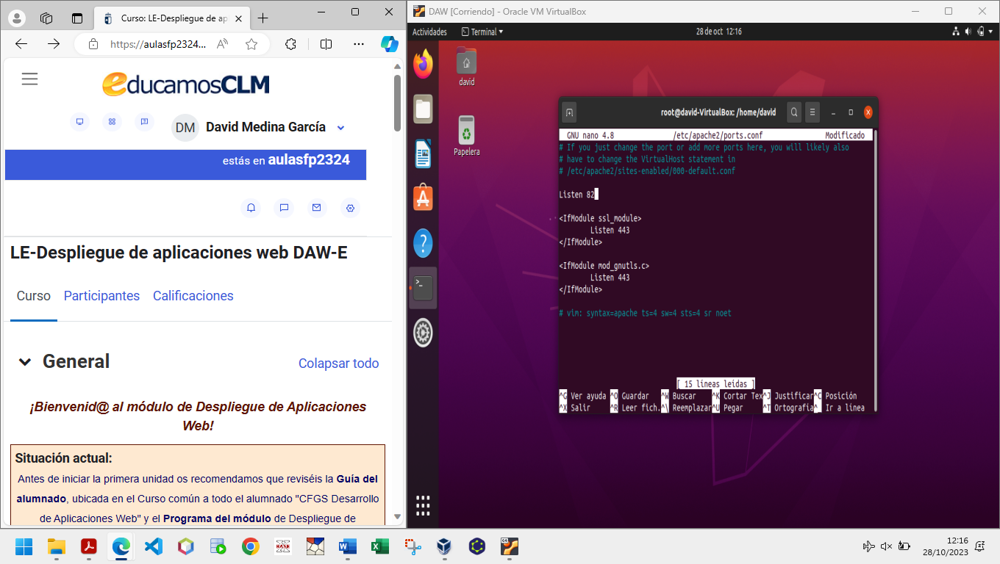 Curso: LE-Despliegue de ap
https://aulasfp2324...
educamosCLM
DM David Medina García
estás en aulasfp2324
LE-Despliegue de aplicaciones web DAW-E
Curso Participantes Calificaciones
General Colapsar todo
¡Bienvenid@ al módulo de Despliegue de Aplicaciones
Web!
Situación actual:
Antes de iniciar la primera unidad os recomendamos que reviséis la Guía del
alumnado, ubicada en el Curso común a todo el alumnado "CFGS Desarrollo
de Aplicaciones Web" y el Programa del módulo de Despliegue de
DAW [Corriendo] - Oracle VM VirtualBox
Actividades Terminal 28 de oct 12:16
david
Papelera
root@david-VirtualBox: /home/david
GNU nano 4.8 /etc/apache2/ports.conf Modificado
# If you just change the port or add more ports here, you will likely also
# have to change the VirtualHost statement in
# /etc/apache2/sites-enabled/000-default.conf
Listen 82
<IfModule ssl_module>
Listen 443
</IfModule>
<IfModule mod_gnutls.c>
Listen 443
</IfModule>
# vim: syntax=apache ts=4 sw=4 sts=4 sr noet
[ 15 líneas leídas ]
^G Ver ayuda ^O Guardar ^W Buscar ^K Cortar Tex ^J Justificar ^C Posición
^X Salir ^R Leer fich. ^\ Reemplazar ^U Pegar ^T Ortografía ^_ Ir a línea
12:16
28/10/2023